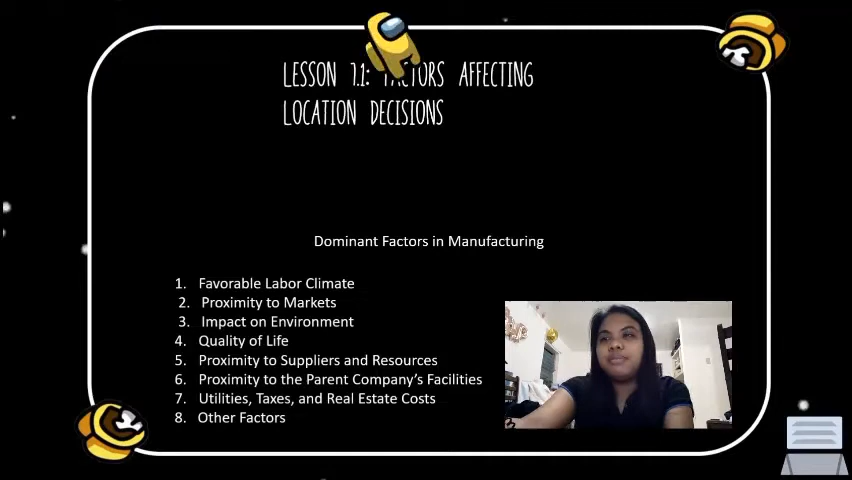 LESSON 1.1: FACTORS AFFECTING
LOCATION DECISIONS
Dominant Factors in Manufacturing
1. Favorable Labor Climate
2. Proximity to Markets
3. Impact on Environment
4. Quality of Life
5. Proximity to Suppliers and Resources
6. Proximity to the Parent Company's Facilities
7. Utilities, Taxes, and Real Estate Costs
8. Other Factors